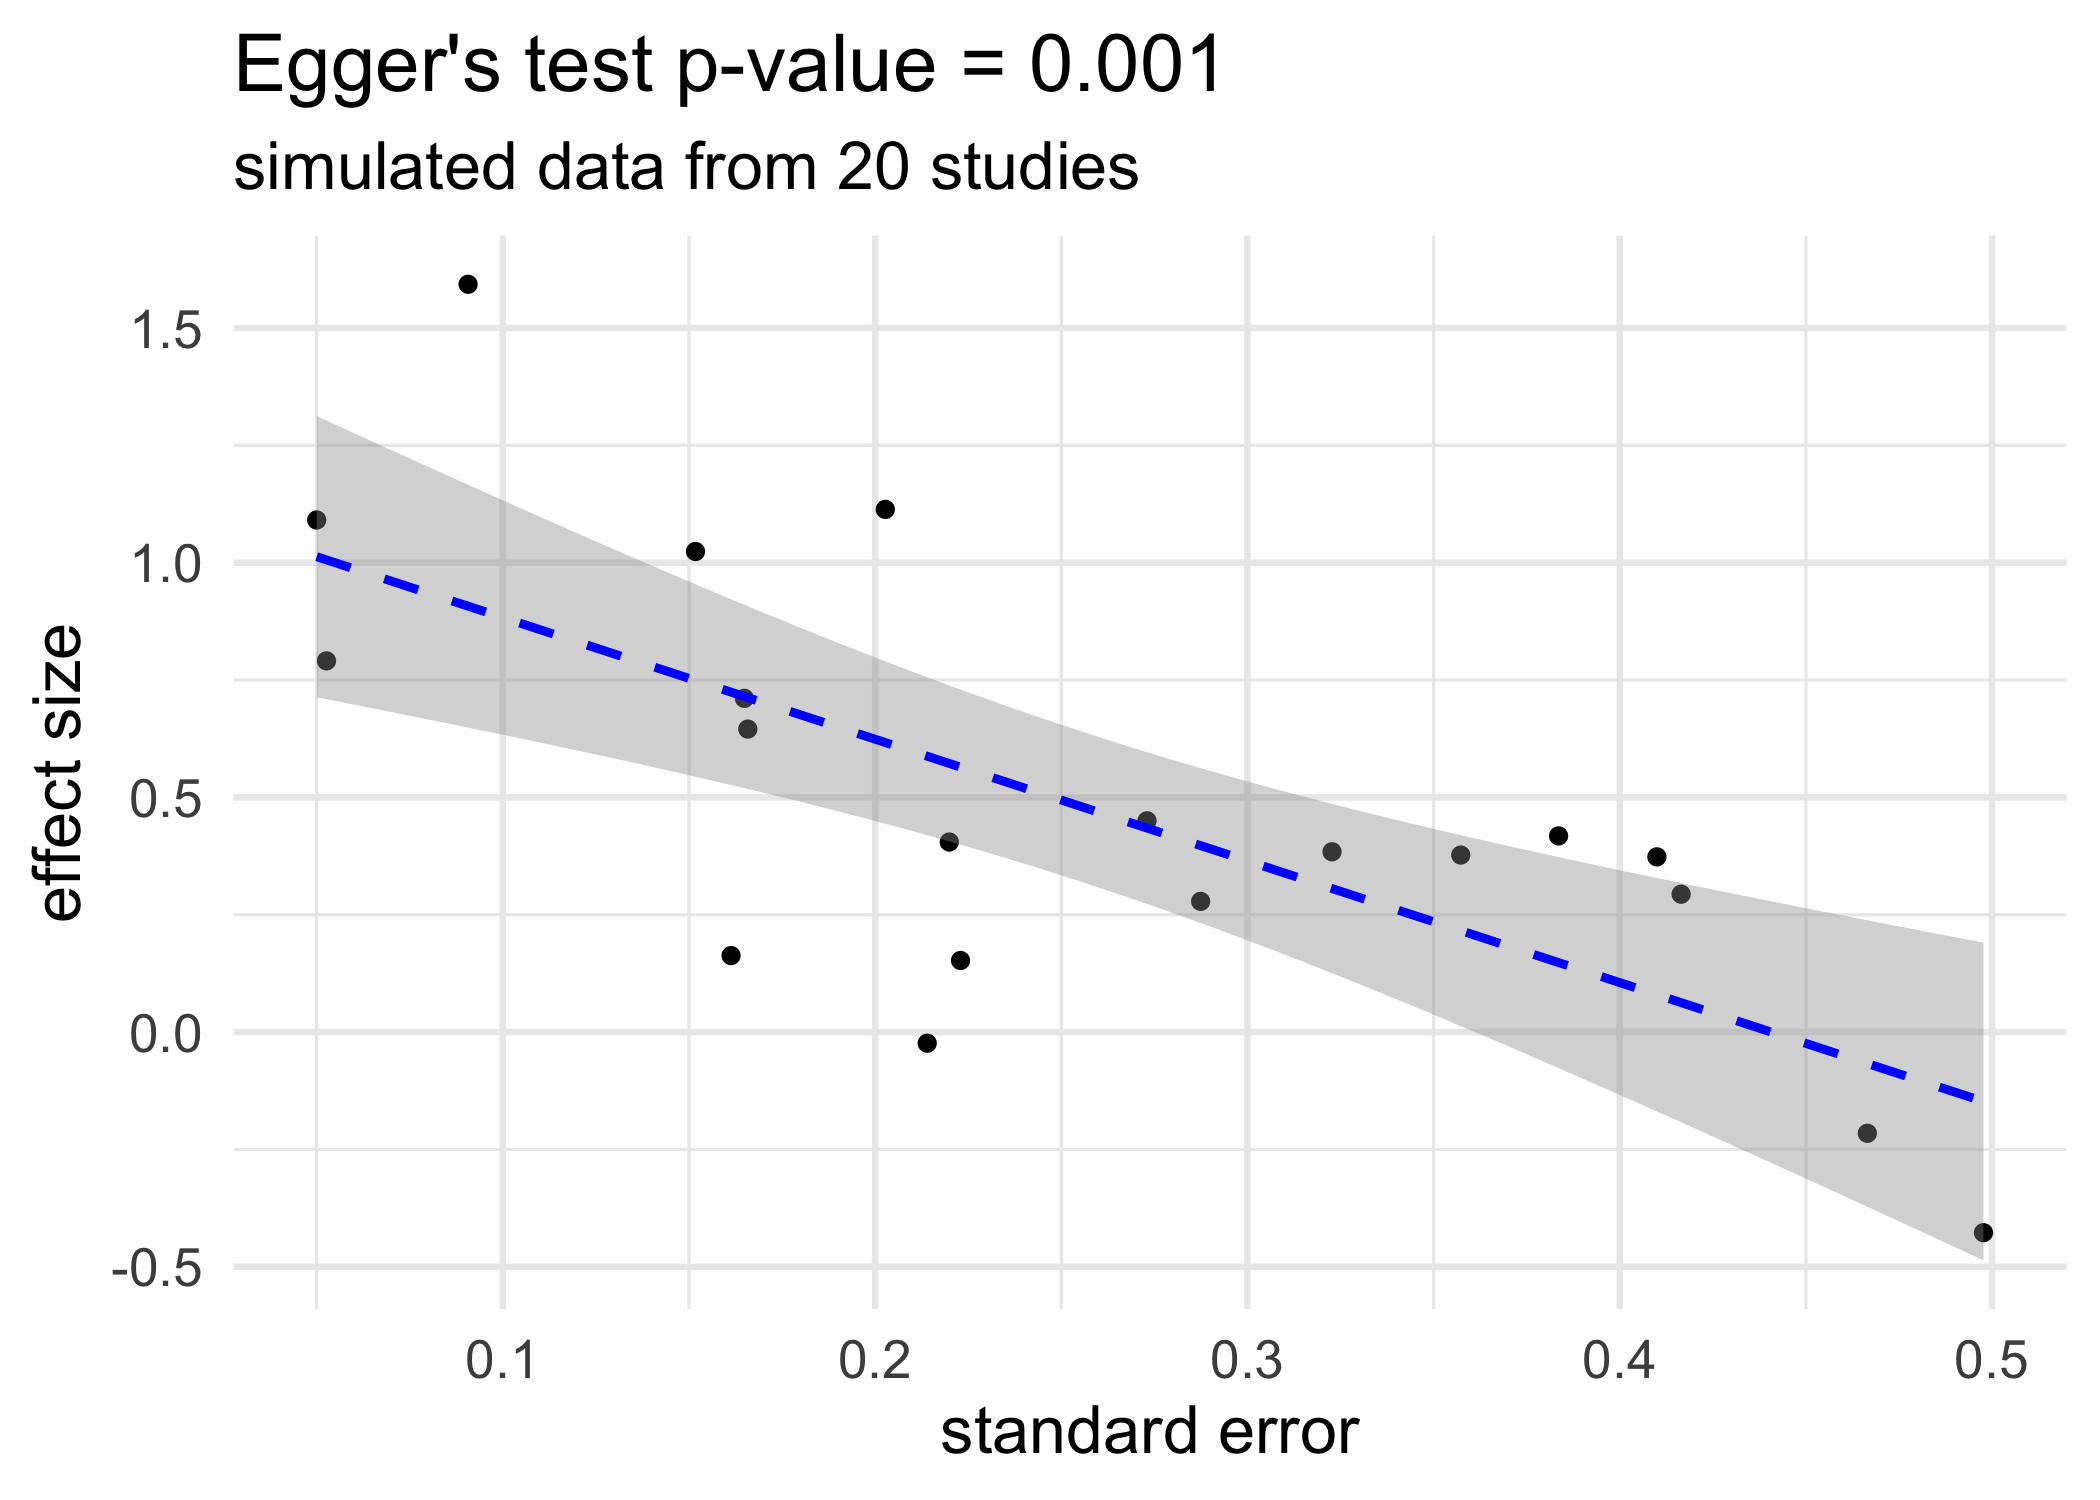 Egger's test p-value = 0.001
simulated data from 20 studies
effect size
1.5
1.0
0.5
0.0
-0.5
0.1 0.2 0.3 0.4 0.5
standard error